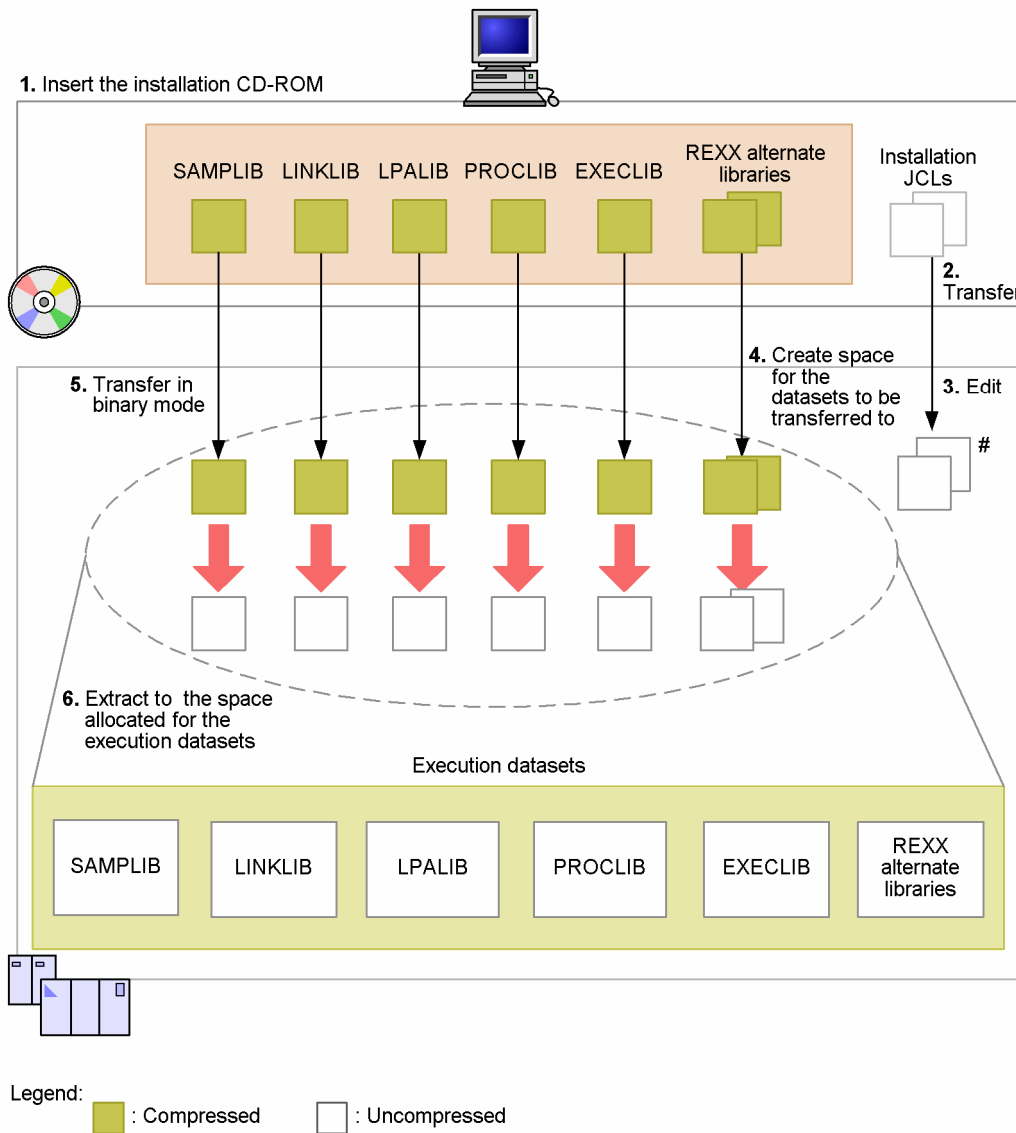 1. Insert the installation CD-ROM
SAMPLIB
LINKLIB
LPALIB
PROCLIB
EXECLIB
REXX alternate
libraries
Installation
JCLs
2.
Transfer
5. Transfer in
binary mode
4. Create space
for the
datasets to be
transferred to
3. Edit
#
6. Extract to the space
allocated for the
execution datasets
Execution datasets
SAMPLIB
LINKLIB
LPALIB
PROCLIB
EXECLIB
REXX
alternate
libraries
Legend:
: Compressed
: Uncompressed